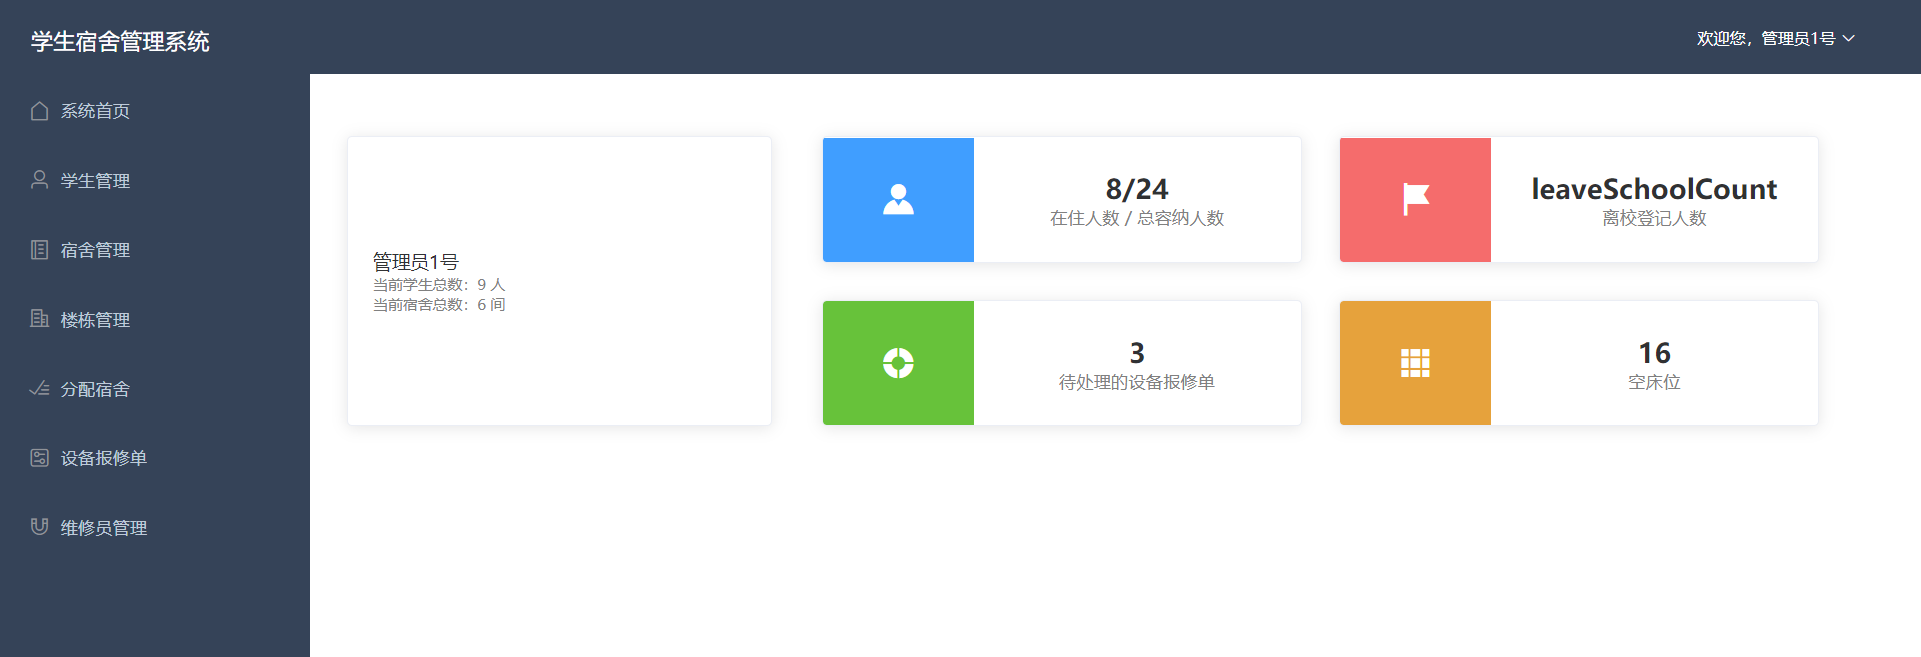 学生宿舍管理系统
欢迎您，管理员1号
系统首页
学生管理
宿舍管理
楼栋管理
分配宿舍
设备报修单
维修员管理
管理员1号
当前学生总数：9 人
当前宿舍总数：6 间
8/24
在住人数 / 总容纳人数
leaveSchoolCount
离校登记人数
3
待处理的设备报修单
16
空床位